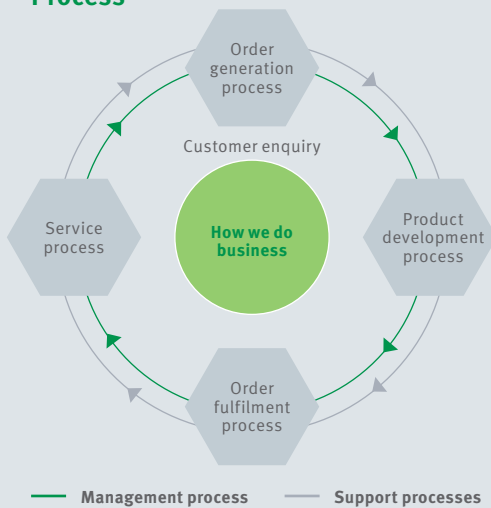 Process
Order
generation
process
Customer enquiry
Service
process
How we do
business
Product
development
process
Order
fulfilment
process
Management process
Support processes